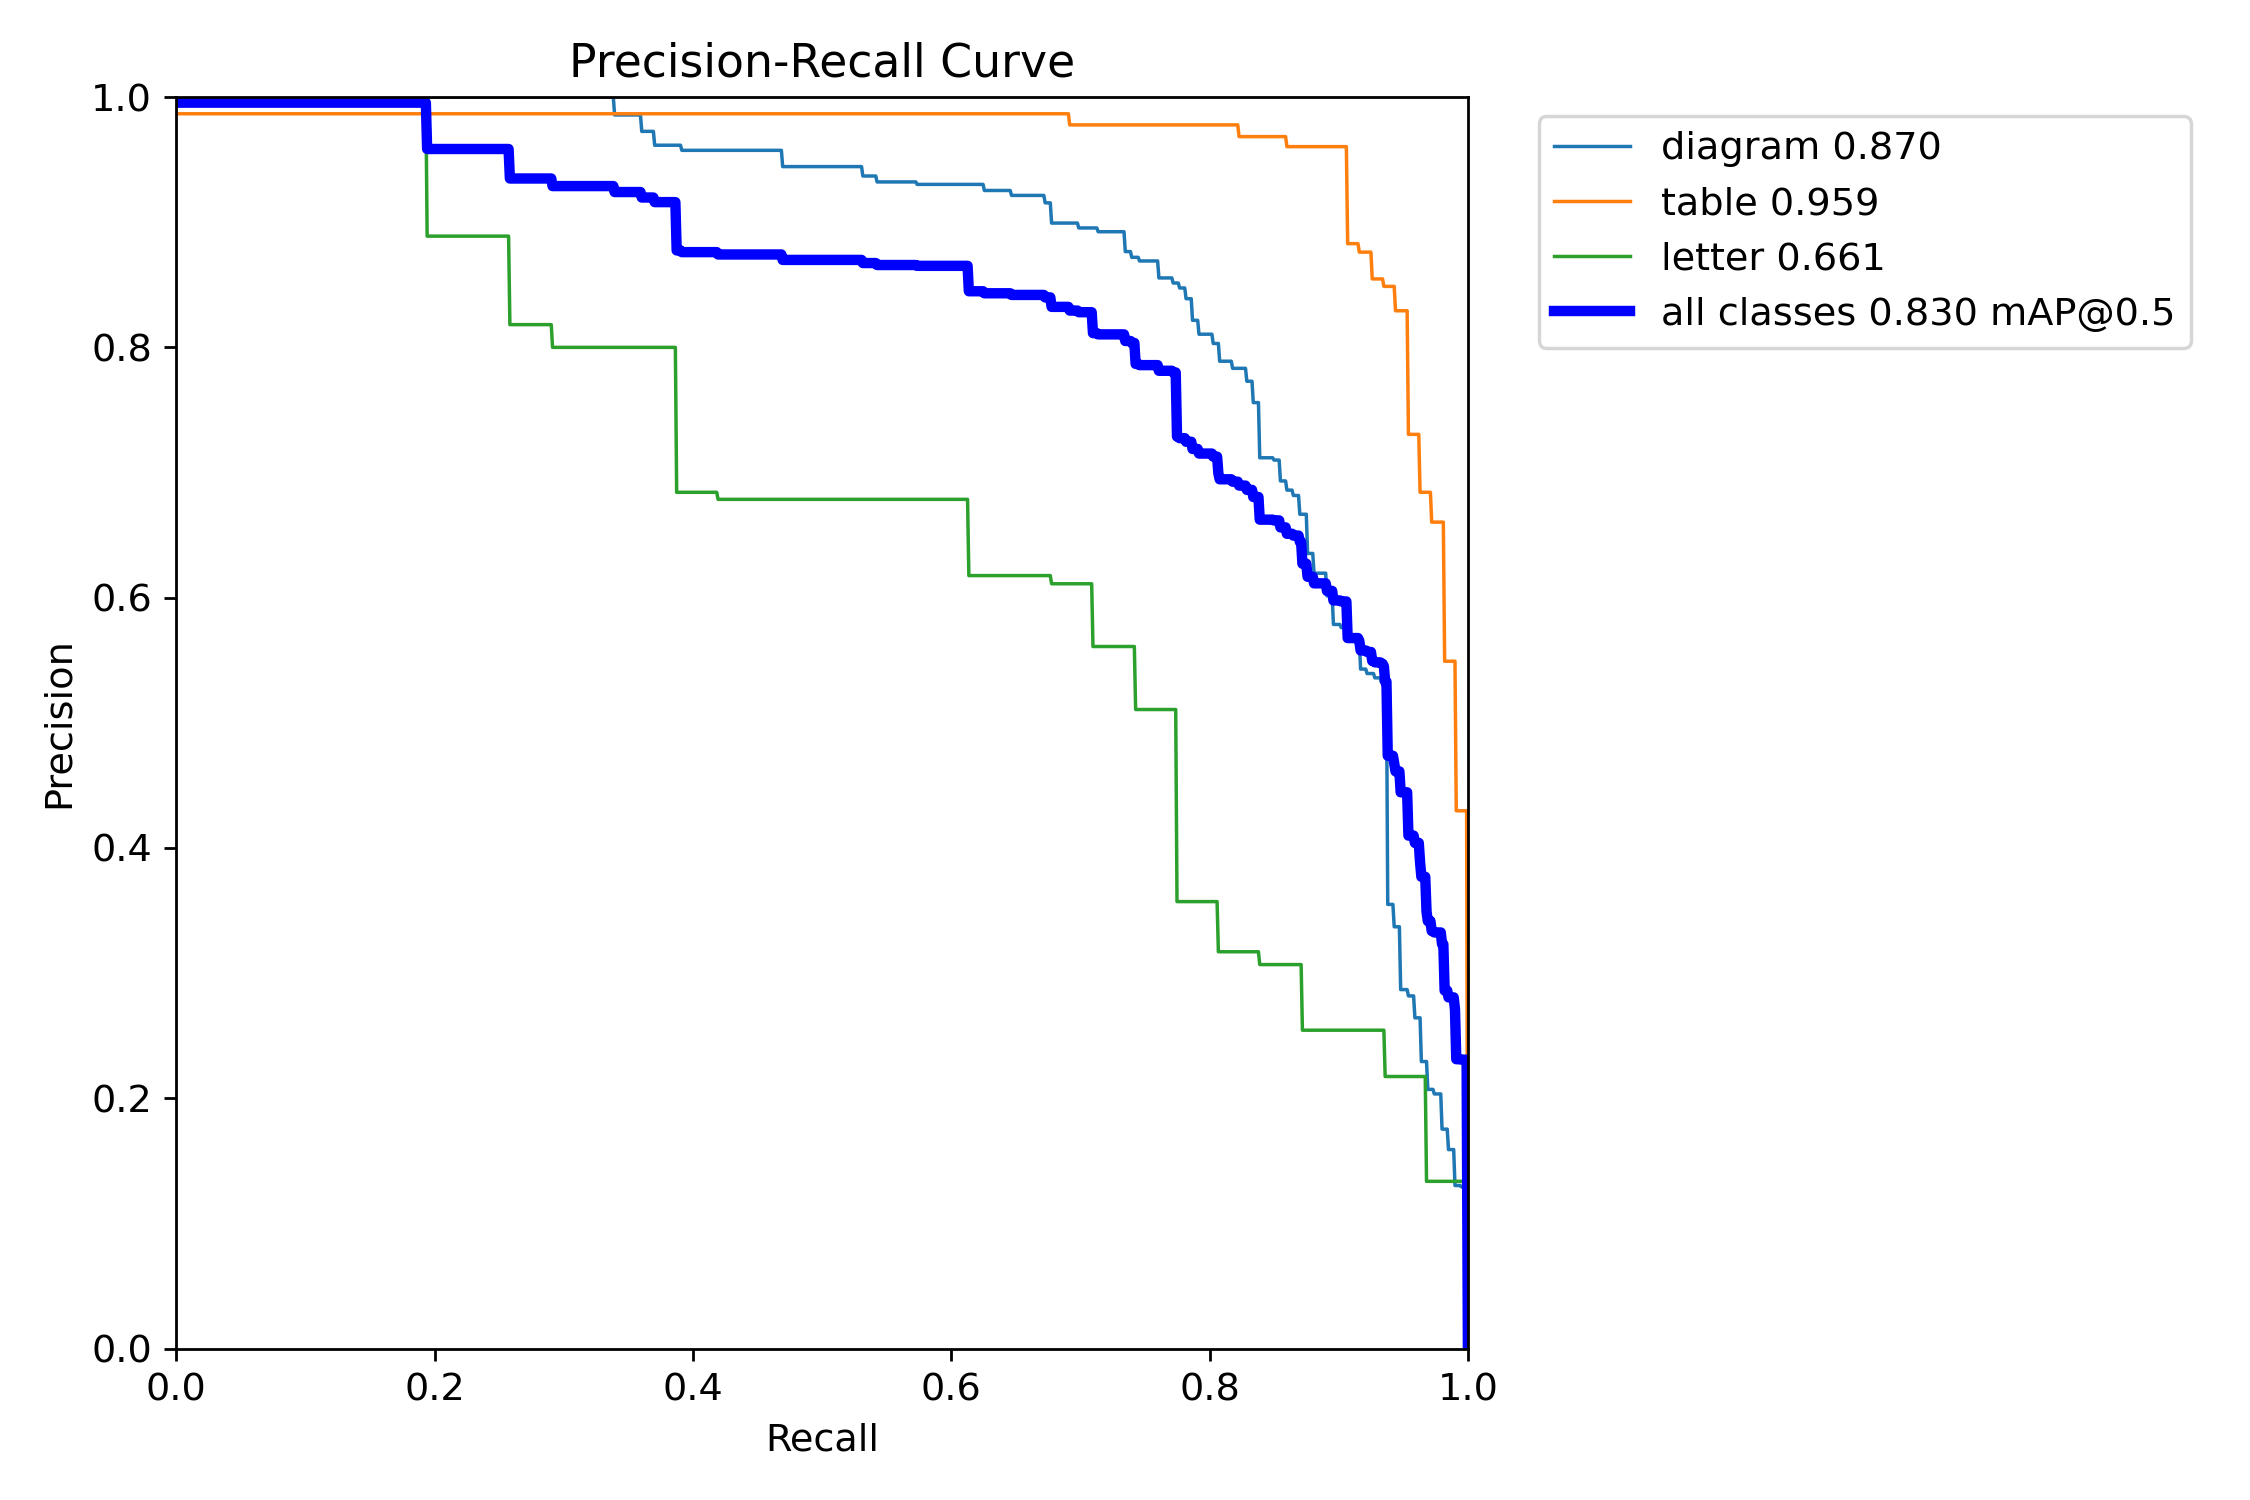 Precision-Recall Curve
1.0
0.8
0.6
0.4
0.2
0.0
Precision
0.0 0.2 0.4 0.6 0.8 1.0
Recall
diagram 0.870
table 0.959
letter 0.661
all classes 0.830 mAP@0.5